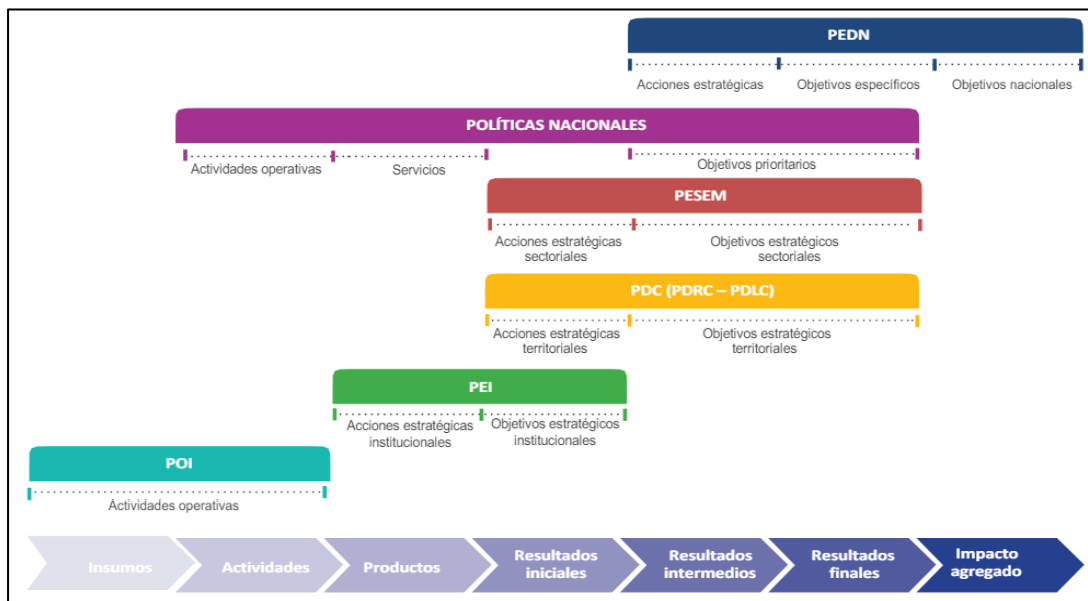 PEDN
Acciones estratégicas
Objetivos específicos
Objetivos nacionales
POLÍTICAS NACIONALES
Actividades operativas
Servicios
Objetivos prioritarios
PESEM
Acciones estratégicas
sectoriales
Objetivos estratégicos
sectoriales
PDC (PDRC – PDLC)
Acciones estratégicas
territoriales
Objetivos estratégicos
territoriales
PEI
Acciones estratégicas
institucionales
Objetivos estratégicos
institucionales
POI
Actividades operativas
Insumos
Actividades
Productos
Resultados
iniciales
Resultados
intermedios
Resultados
finales
Impacto
agregado